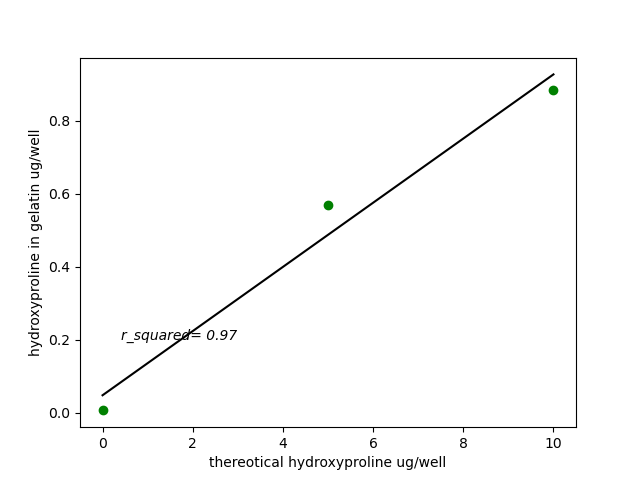 0.8
0.6
0.4
0.2
0.0
hydroxyproline in gelatin ug/well
r_squared= 0.97
0 2 4 6 8 10
thereotical hydroxyproline ug/well